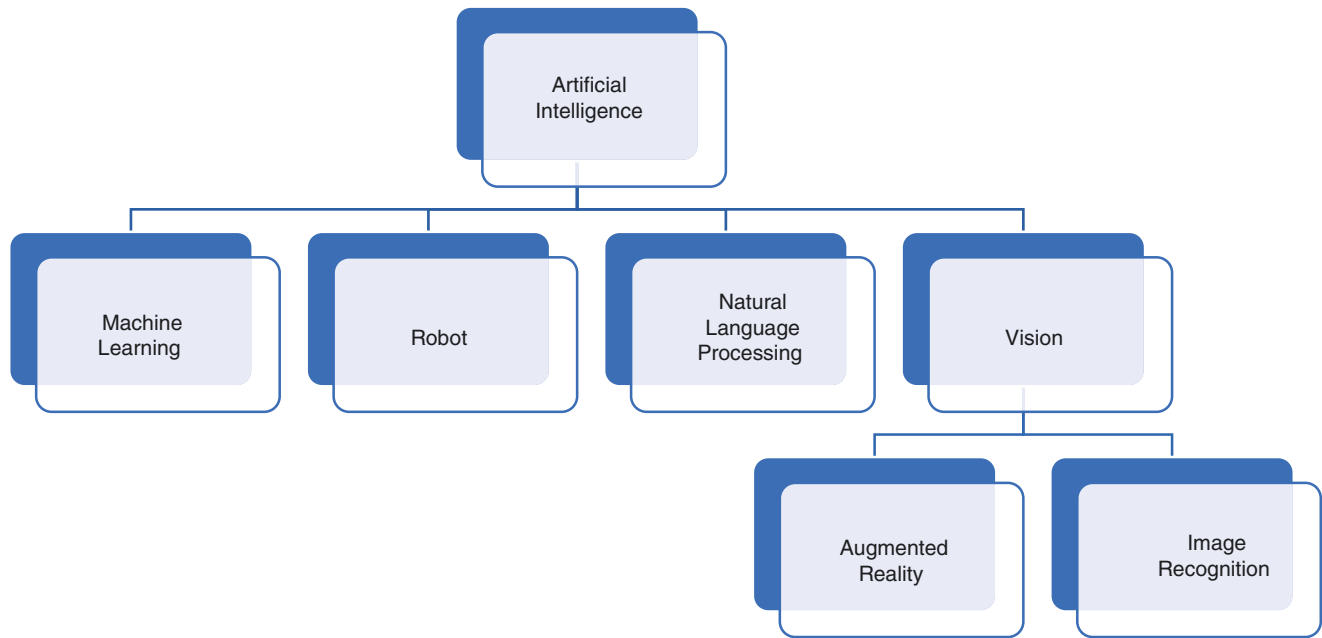 Artificial
Intelligence
Machine
Learning
Robot
Natural
Language
Processing
Vision
Augmented
Reality
Image
Recognition